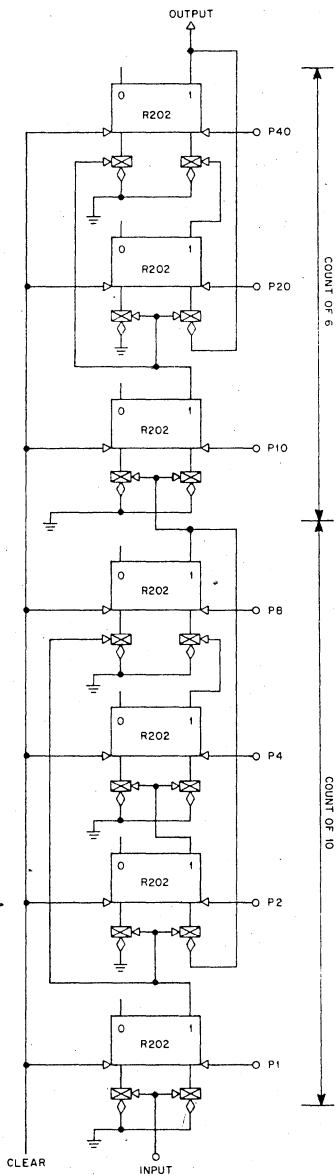 OUTPUT
0 1
R202
P40
0 1
R202
P20
COUNT OF 6
0 1
R202
P10
0 1
R202
P8
0 1
R202
P4
COUNT OF 10
0 1
R202
P2
0 1
R202
P1
CLEAR
INPUT